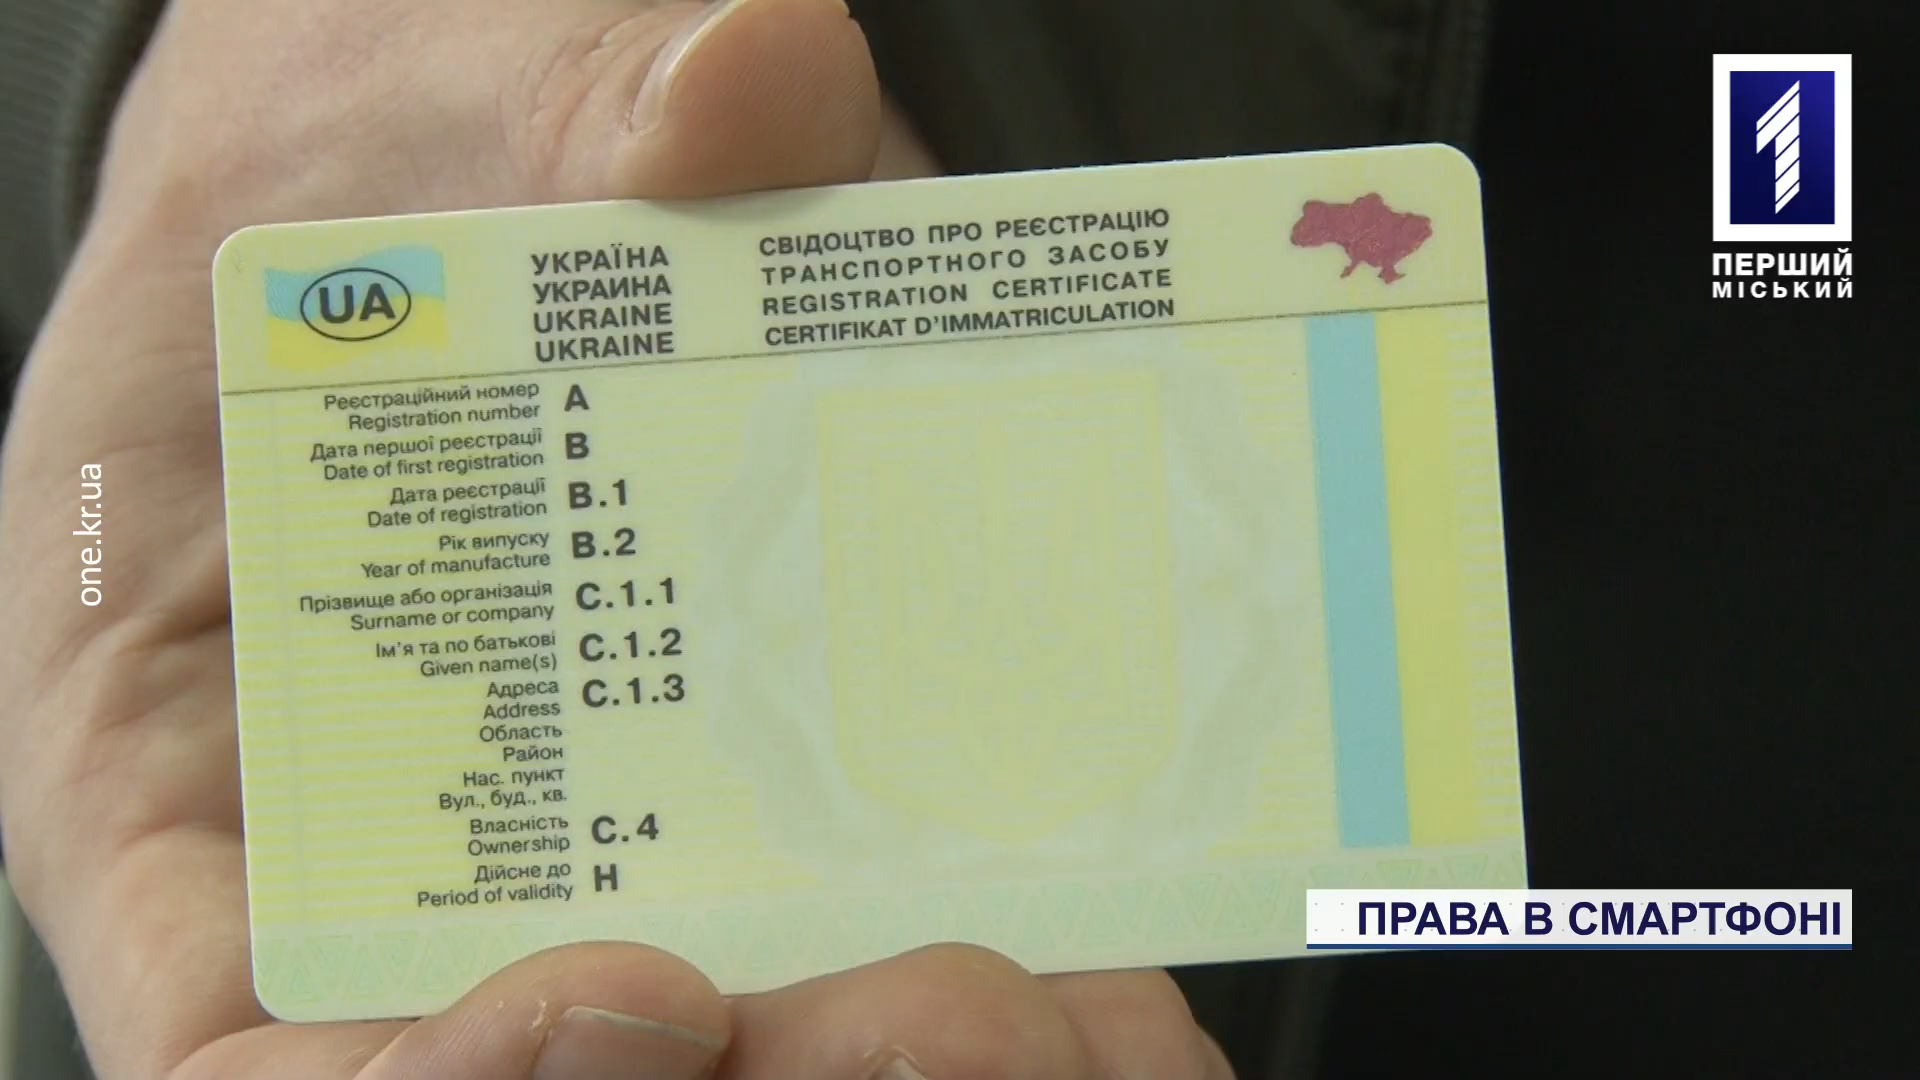 UA
УКРАЇНА
УКРАИНА
UKRAINE
UKRAINE
СВІДОЦТВО ПРО РЕЄСТРАЦІЮ
ТРАНСПОРТНОГО ЗАСОБУ
REGISTRATION CERTIFICATE
CERTIFIKAT D'IMMATRICULATION
Реєстраційний номер A
Registration number
Дата першої реєстрації B
Date of first registration
Дата реєстрації B.1
Date of registration
Рік випуску B.2
Year of manufacture
Прізвище або організація C.1.1
Surname or company
Ім'я та по батькові C.1.2
Given name(s)
Адреса C.1.3
Address
Область
Район
Нас. пункт
Вул., буд., кв.
Власність C.4
Ownership
Дійсне до H
Period of validity
1
ПЕРШИЙ
МІСЬКИЙ
one.kr.ua
ПРАВА В СМАРТФОНІ